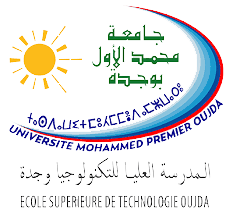 جامعة
محمد الأول
بوجدة
UNIVERSITE MOHAMMED PREMIER OUJDA
المدرسة العليا للتكنولوجيا وجدة
ECOLE SUPERIEURE DE TECHNOLOGIE OUJDA